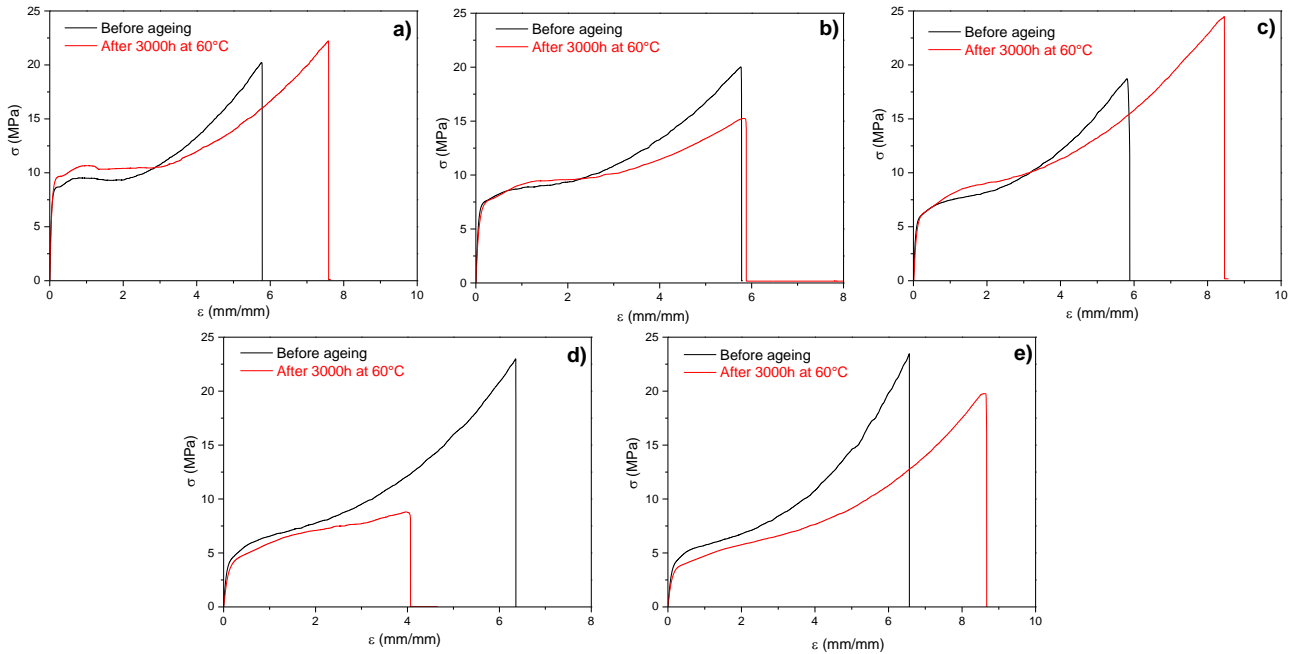 Before ageing
After 3000h at 60°C
a)
25
20
15
10
5
0
0 2 4 6 8 10
σ (MPa)
ε (mm/mm)
Before ageing
After 3000h at 60°C
b)
25
20
15
10
5
0
0 2 4 6 8
σ (MPa)
ε (mm/mm)
Before ageing
After 3000h at 60°C
c)
25
20
15
10
5
0
0 2 4 6 8 10
σ (MPa)
ε (mm/mm)
Before ageing
After 3000h at 60°C
d)
25
20
15
10
5
0
0 2 4 6 8
σ (MPa)
ε (mm/mm)
Before ageing
After 3000h at 60°C
e)
25
20
15
10
5
0
0 2 4 6 8 10
σ (MPa)
ε (mm/mm)